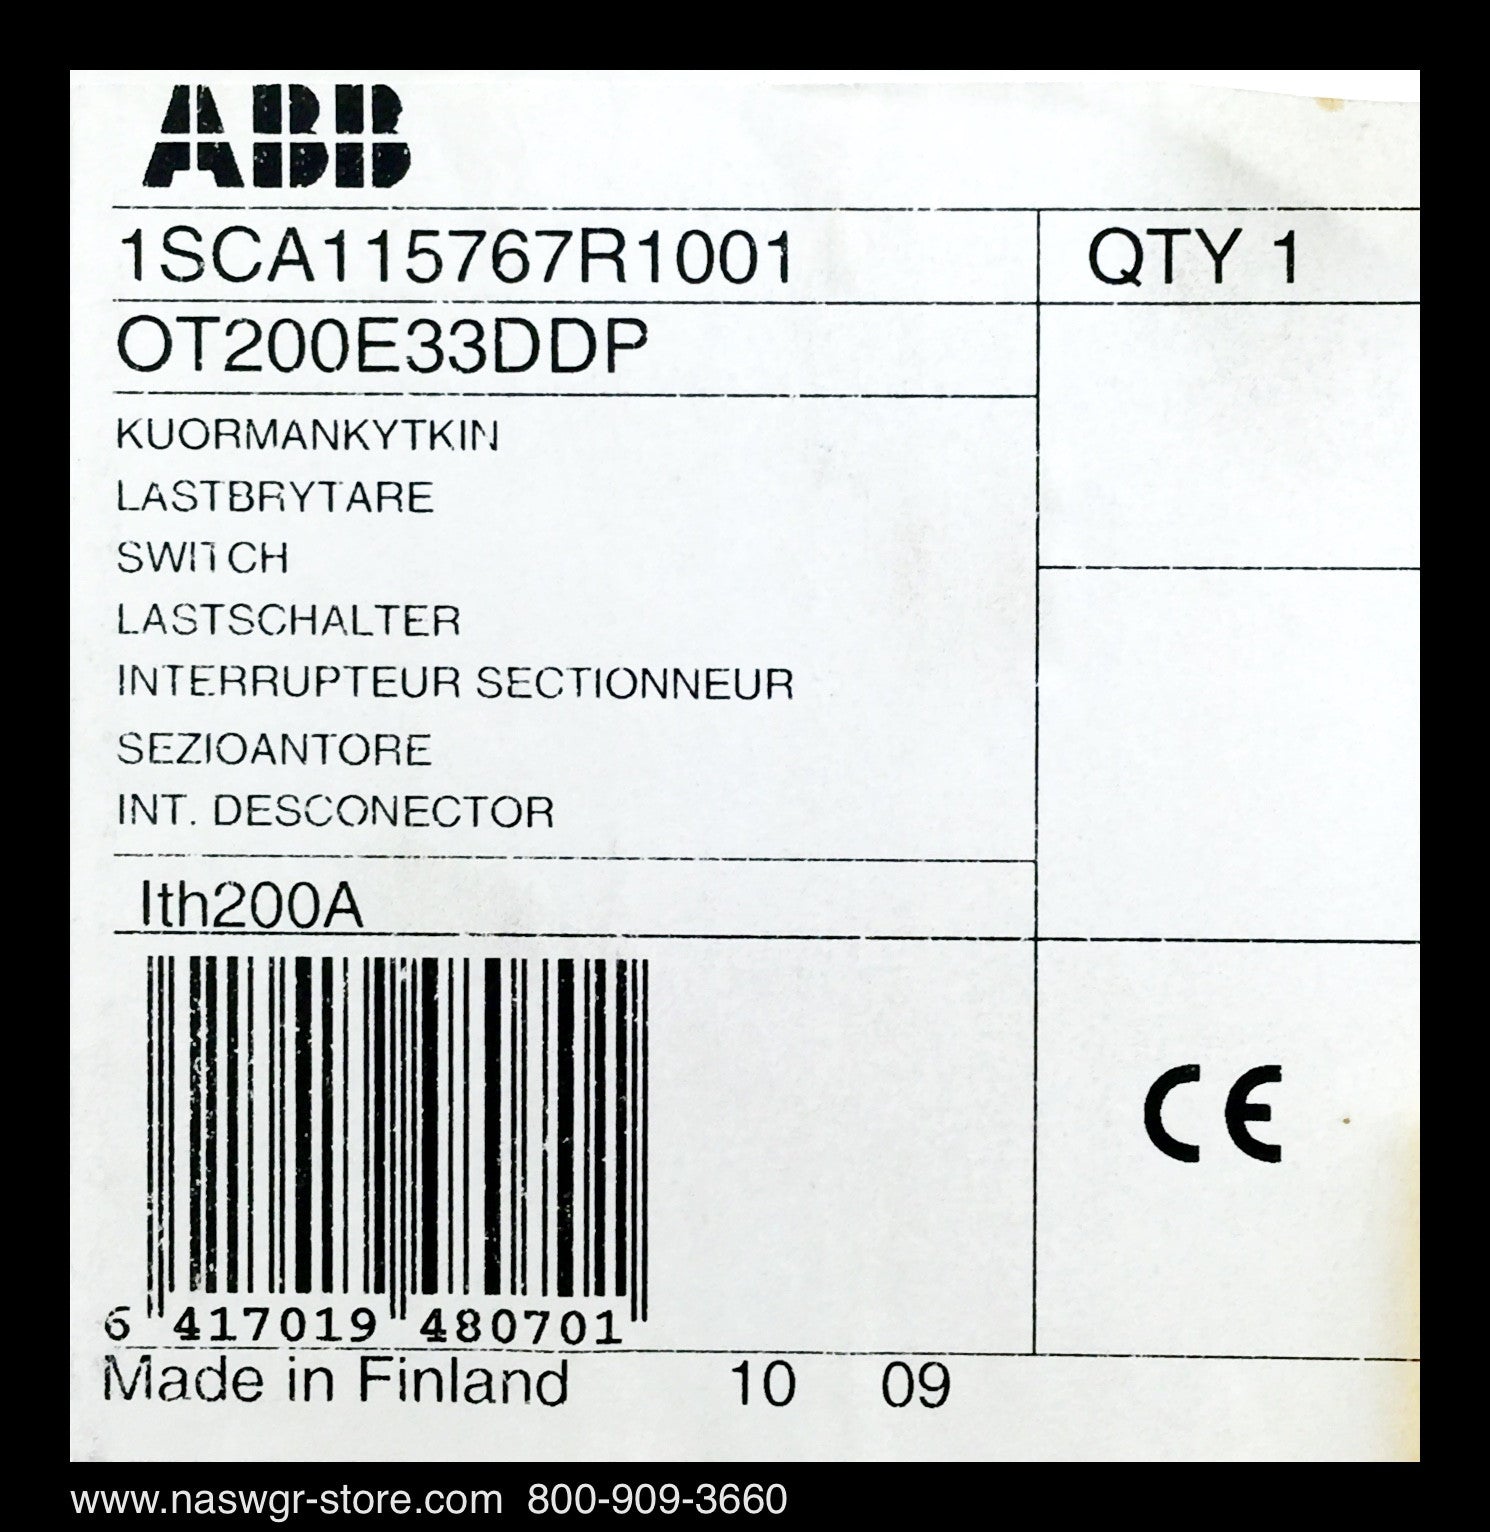 ABB
1SCA115767R1001
QTY 1
OT200E33DDP
KUORMANKYTKIN
LASTBRYTARE
SWITCH
LASTSCHALTER
INTERRUPTEUR SECTIONNEUR
SEZIOANTORE
INT. DESCONECTOR
Ith200A
CE
6 417019 480701
Made in Finland 10 09
www.naswgr-store.com 800-909-3660